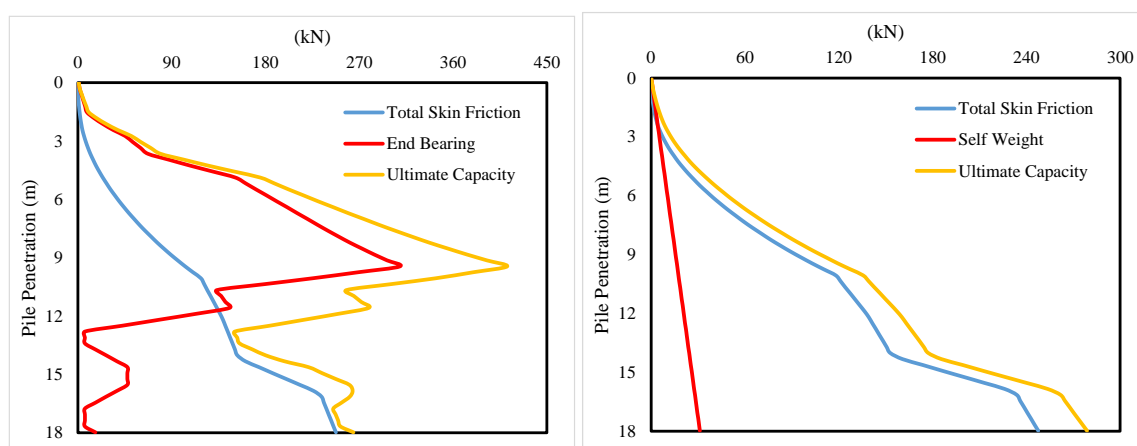 (kN)
0 90 180 270 360 450
0
3
6
9
12
15
18
Pile Penetration (m)
Total Skin Friction
End Bearing
Ultimate Capacity
(kN)
0 60 120 180 240 300
0
3
6
9
12
15
18
Pile Penetration (m)
Total Skin Friction
Self Weight
Ultimate Capacity